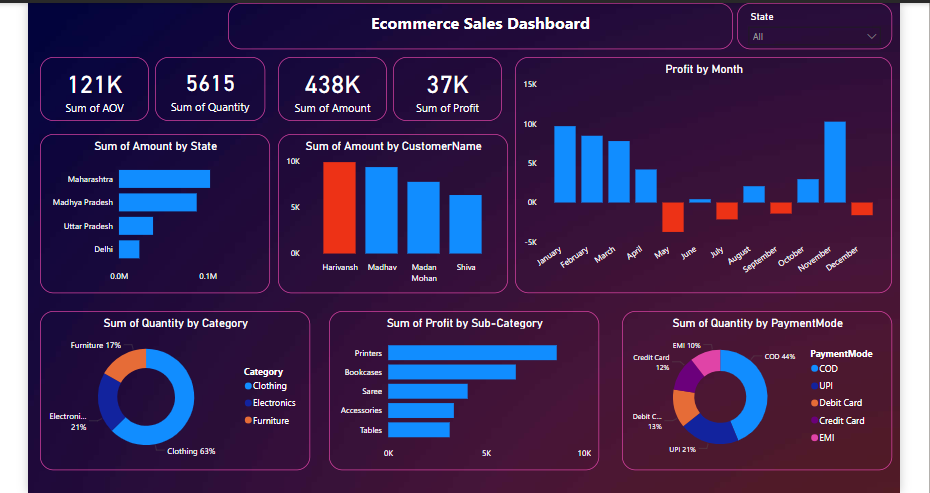 Ecommerce Sales Dashboard
State
All
121K
Sum of AOV
5615
Sum of Quantity
438K
Sum of Amount
37K
Sum of Profit
Profit by Month
15K
10K
5K
0K
-5K
January
February
March
April
May
June
July
August
September
October
November
December
Sum of Amount by State
Maharashtra
Madhya Pradesh
Uttar Pradesh
Delhi
0.0M
0.1M
Sum of Amount by CustomerName
10K
5K
0K
Harivansh
Madhav
Madan
Mohan
Shiva
Sum of Quantity by Category
Furniture 17%
Electroni...
21%
Clothing 63%
Category
Clothing
Electronics
Furniture
Sum of Profit by Sub-Category
Printers
Bookcases
Saree
Accessories
Tables
0K
5K
10K
Sum of Quantity by PaymentMode
EMI 10%
Credit Card
12%
Debit C...
13%
UPI 21%
COD 44%
PaymentMode
COD
UPI
Debit Card
Credit Card
EMI